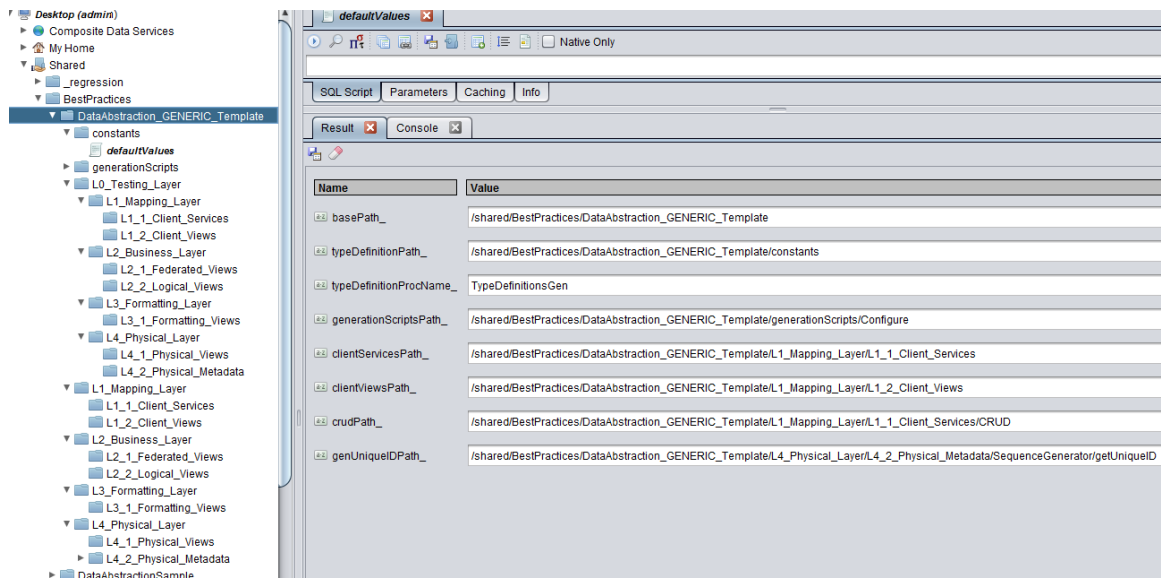 Desktop (admin)
Composite Data Services
My Home
Shared
_regression
BestPractices
DataAbstraction_GENERIC_Template
constants
defaultValues
generationScripts
L0_Testing_Layer
L1_Mapping_Layer
L1_1_Client_Services
L1_2_Client_Views
L2_Business_Layer
L2_1_Federated_Views
L2_2_Logical_Views
L3_Formatting_Layer
L3_1_Formatting_Views
L4_Physical_Layer
L4_1_Physical_Views
L4_2_Physical_Metadata
L1_Mapping_Layer
L1_1_Client_Services
L1_2_Client_Views
L2_Business_Layer
L2_1_Federated_Views
L2_2_Logical_Views
L3_Formatting_Layer
L3_1_Formatting_Views
L4_Physical_Layer
L4_1_Physical_Views
L4_2_Physical_Metadata
DataAbstractionSample
defaultValues
Native Only
SQL Script Parameters Caching Info
Result Console
Name Value
basePath_ /shared/BestPractices/DataAbstraction_GENERIC_Template
typeDefinitionPath_ /shared/BestPractices/DataAbstraction_GENERIC_Template/constants
typeDefinitionProcName_ TypeDefinitionsGen
generationScriptsPath_ /shared/BestPractices/DataAbstraction_GENERIC_Template/generationScripts/Configure
clientServicesPath_ /shared/BestPractices/DataAbstraction_GENERIC_Template/L1_Mapping_Layer/L1_1_Client_Services
clientViewsPath_ /shared/BestPractices/DataAbstraction_GENERIC_Template/L1_Mapping_Layer/L1_2_Client_Views
crudPath_ /shared/BestPractices/DataAbstraction_GENERIC_Template/L1_Mapping_Layer/L1_1_Client_Services/CRUD
genUniqueIDPath_ /shared/BestPractices/DataAbstraction_GENERIC_Template/L4_Physical_Layer/L4_2_Physical_Metadata/SequenceGenerator/getUniqueID